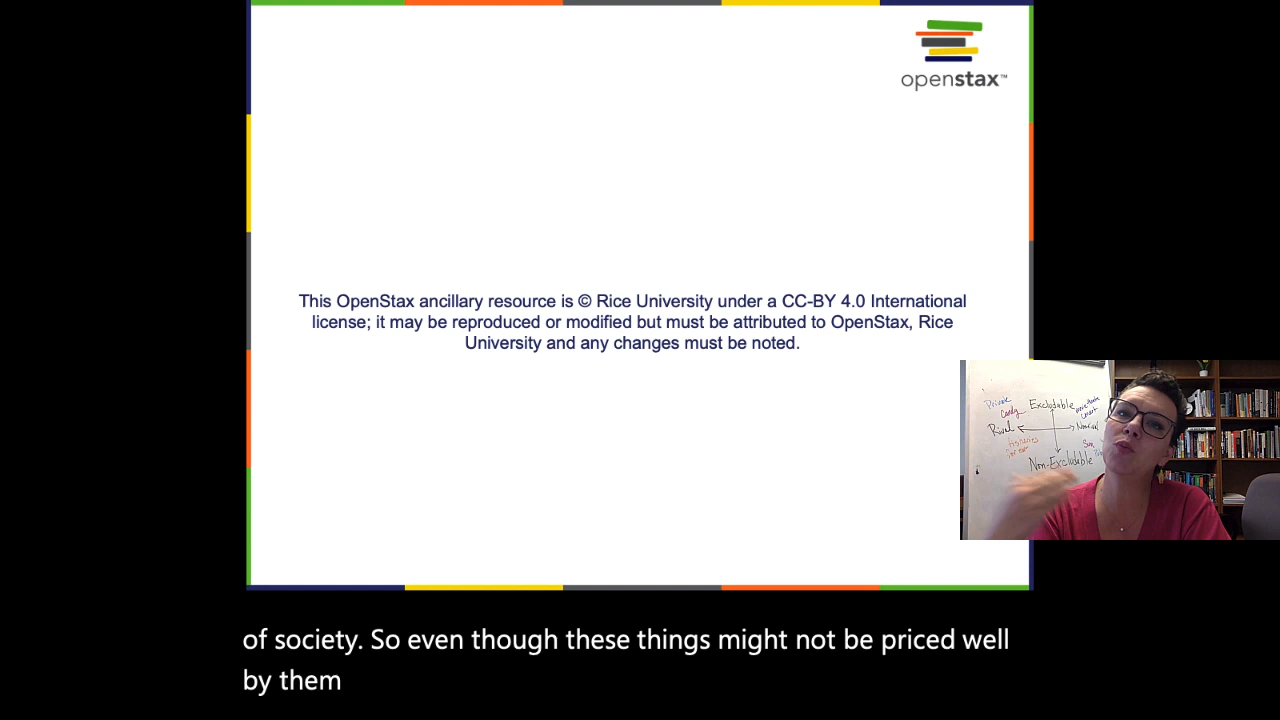 openstax™
This OpenStax ancillary resource is © Rice University under a CC-BY 4.0 International
license; it may be reproduced or modified but must be attributed to OpenStax, Rice
University and any changes must be noted.
Private
Excludable
Candy
Rival
fisheries
Non-Excludable
of society. So even though these things might not be priced well
by them